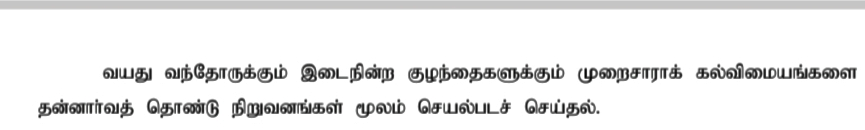 வயது வந்தோருக்கும் இடைநின்ற குழந்தைகளுக்கும் முறைசாராக் கல்விமையங்களை
தன்னார்வத் தொண்டு நிறுவனங்கள் மூலம் செயல்படச் செய்தல்.